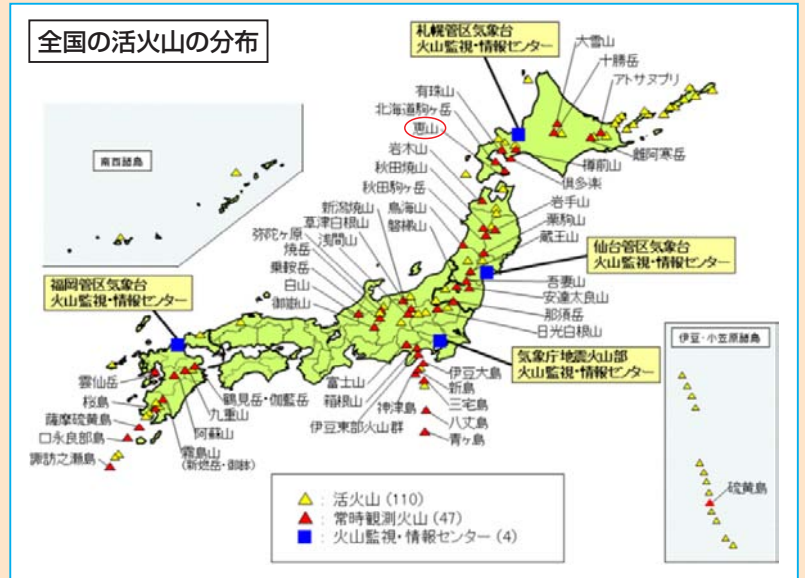 全国の活火山の分布
札幌管区気象台
火山監視・情報センター
大雪山
十勝岳
アトサヌプリ
有珠山
北海道駒ヶ岳
恵山
岩木山
秋田焼山
秋田駒ヶ岳
雌阿寒岳
樽前山
倶多楽
南西諸島
新潟焼山
草津白根山
浅間山
弥陀ヶ原
焼岳
乗鞍岳
白山
御嶽山
鳥海山
磐梯山
岩手山
栗駒山
蔵王山
仙台管区気象台
火山監視・情報センター
吾妻山
安達太良山
那須岳
日光白根山
福岡管区気象台
火山監視・情報センター
気象庁地震火山部
火山監視・情報センター
伊豆・小笠原諸島
雲仙岳
桜島
薩摩硫黄島
口永良部島
諏訪之瀬島
鶴見岳・伽藍岳
九重山
阿蘇山
霧島山
(新燃岳・御鉢)
富士山
箱根山
伊豆東部火山群
伊豆大島
新島
神津島
三宅島
八丈島
青ヶ島
硫黄島
：活火山(110)
：常時観測火山(47)
：火山監視・情報センター(4)